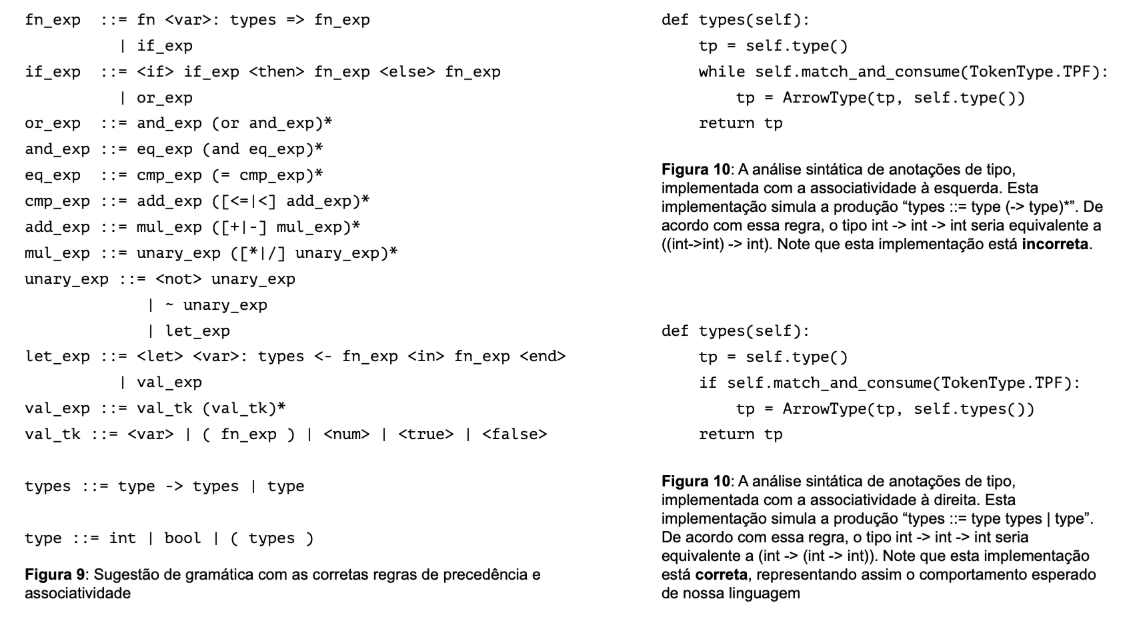 fn_exp  ::= fn <var>: types => fn_exp
          | if_exp
if_exp  ::= <if> if_exp <then> fn_exp <else> fn_exp
          | or_exp
or_exp  ::= and_exp (or and_exp)*
and_exp ::= eq_exp (and eq_exp)*
eq_exp  ::= cmp_exp (= cmp_exp)*
cmp_exp ::= add_exp ([<=|<] add_exp)*
add_exp ::= mul_exp ([+|-] mul_exp)*
mul_exp ::= unary_exp ([*|/] unary_exp)*
unary_exp ::= <not> unary_exp
             | ~ unary_exp
             | let_exp
let_exp ::= <let> <var>: types <- fn_exp <in> fn_exp <end>
          | val_exp
val_exp ::= val_tk (val_tk)*
val_tk ::= <var> | ( fn_exp ) | <num> | <true> | <false>
types ::= type -> types | type
type ::= int | bool | ( types )
Figura 9: Sugestão de gramática com as corretas regras de precedência e
associatividade
def types(self):
    tp = self.type()
    while self.match_and_consume(TokenType.TPF):
        tp = ArrowType(tp, self.type())
    return tp
Figura 10: A análise sintática de anotações de tipo,
implementada com a associatividade à esquerda. Esta
implementação simula a produção “types ::= type (-> type)*”. De
acordo com essa regra, o tipo int -> int -> int seria equivalente a
((int->int) -> int). Note que esta implementação está incorreta.
def types(self):
    tp = self.type()
    if self.match_and_consume(TokenType.TPF):
        tp = ArrowType(tp, self.types())
    return tp
Figura 10: A análise sintática de anotações de tipo,
implementada com a associatividade à direita. Esta
implementação simula a produção “types ::= type types | type”.
De acordo com essa regra, o tipo int -> int -> int seria
equivalente a (int -> (int -> int)). Note que esta implementação
está correta, representando assim o comportamento esperado
de nossa linguagem